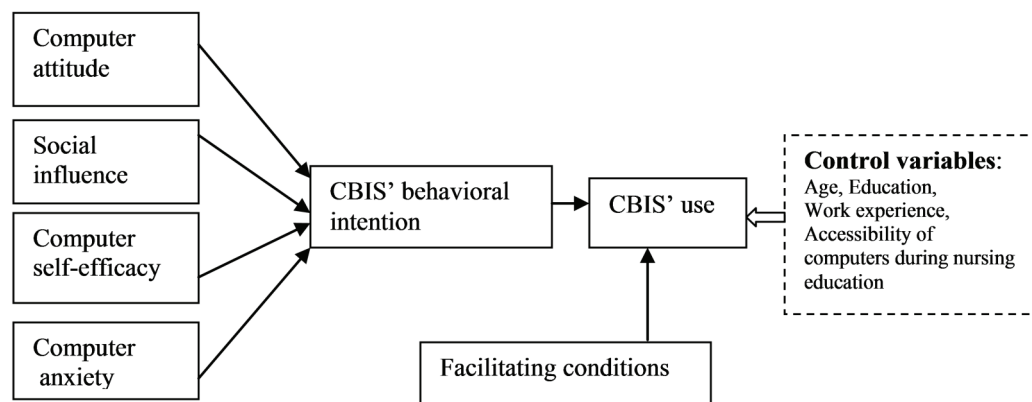 Computer
attitude
Social
influence
Computer
self-efficacy
Computer
anxiety
CBIS’ behavioral
intention
CBIS’ use
Facilitating conditions
Control variables:
Age, Education,
Work experience,
Accessibility of
computers during nursing
education